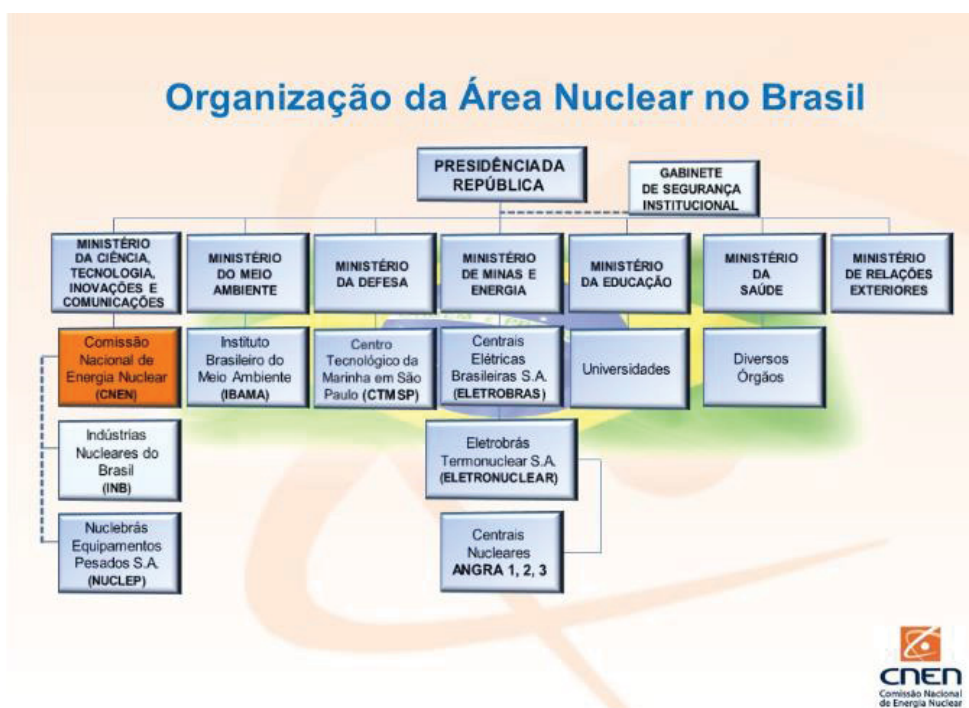 Organização da Área Nuclear no Brasil
PRESIDÊNCIA DA
REPÚBLICA
GABINETE
DE SEGURANÇA
INSTITUCIONAL
MINISTÉRIO
DA CIÊNCIA,
TECNOLOGIA,
INOVAÇÕES E
COMUNICAÇÕES
MINISTÉRIO
DO MEIO
AMBIENTE
MINISTÉRIO
DA DEFESA
MINISTÉRIO
DE MINAS E
ENERGIA
MINISTÉRIO
DA EDUCAÇÃO
MINISTÉRIO
DA
SAÚDE
MINISTÉRIO
DE RELAÇÕES
EXTERIORES
Comissão
Nacional de
Energia Nuclear
(CNEN)
Instituto
Brasileiro do
Meio Ambiente
(IBAMA)
Centro
Tecnológico da
Marinha em São
Paulo (CTMSP)
Centrais
Elétricas
Brasileiras S.A.
(ELETROBRAS)
Universidades
Diversos
Órgãos
Indústrias
Nucleares do
Brasil
(INB)
Eletrobrás
Termonuclear S.A.
(ELETRONUCLEAR)
Nuclebrás
Equipamentos
Pesados S.A.
(NUCLEP)
Centrais
Nucleares
ANGRA 1, 2, 3
CNEN
Comissão Nacional
de Energia Nuclear